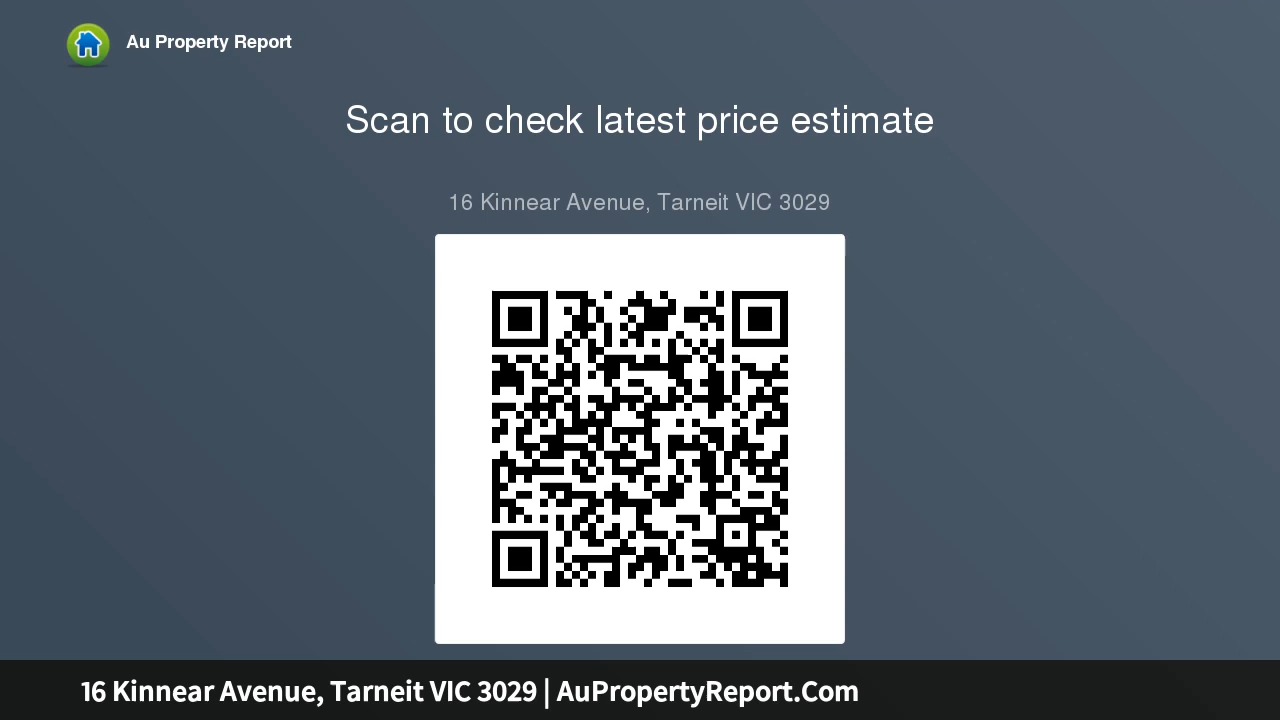 Au Property Report
Scan to check latest price estimate
16 Kinnear Avenue, Tarneit VIC 3029
16 Kinnear Avenue, Tarneit VIC 3029 | AuPropertyReport.Com